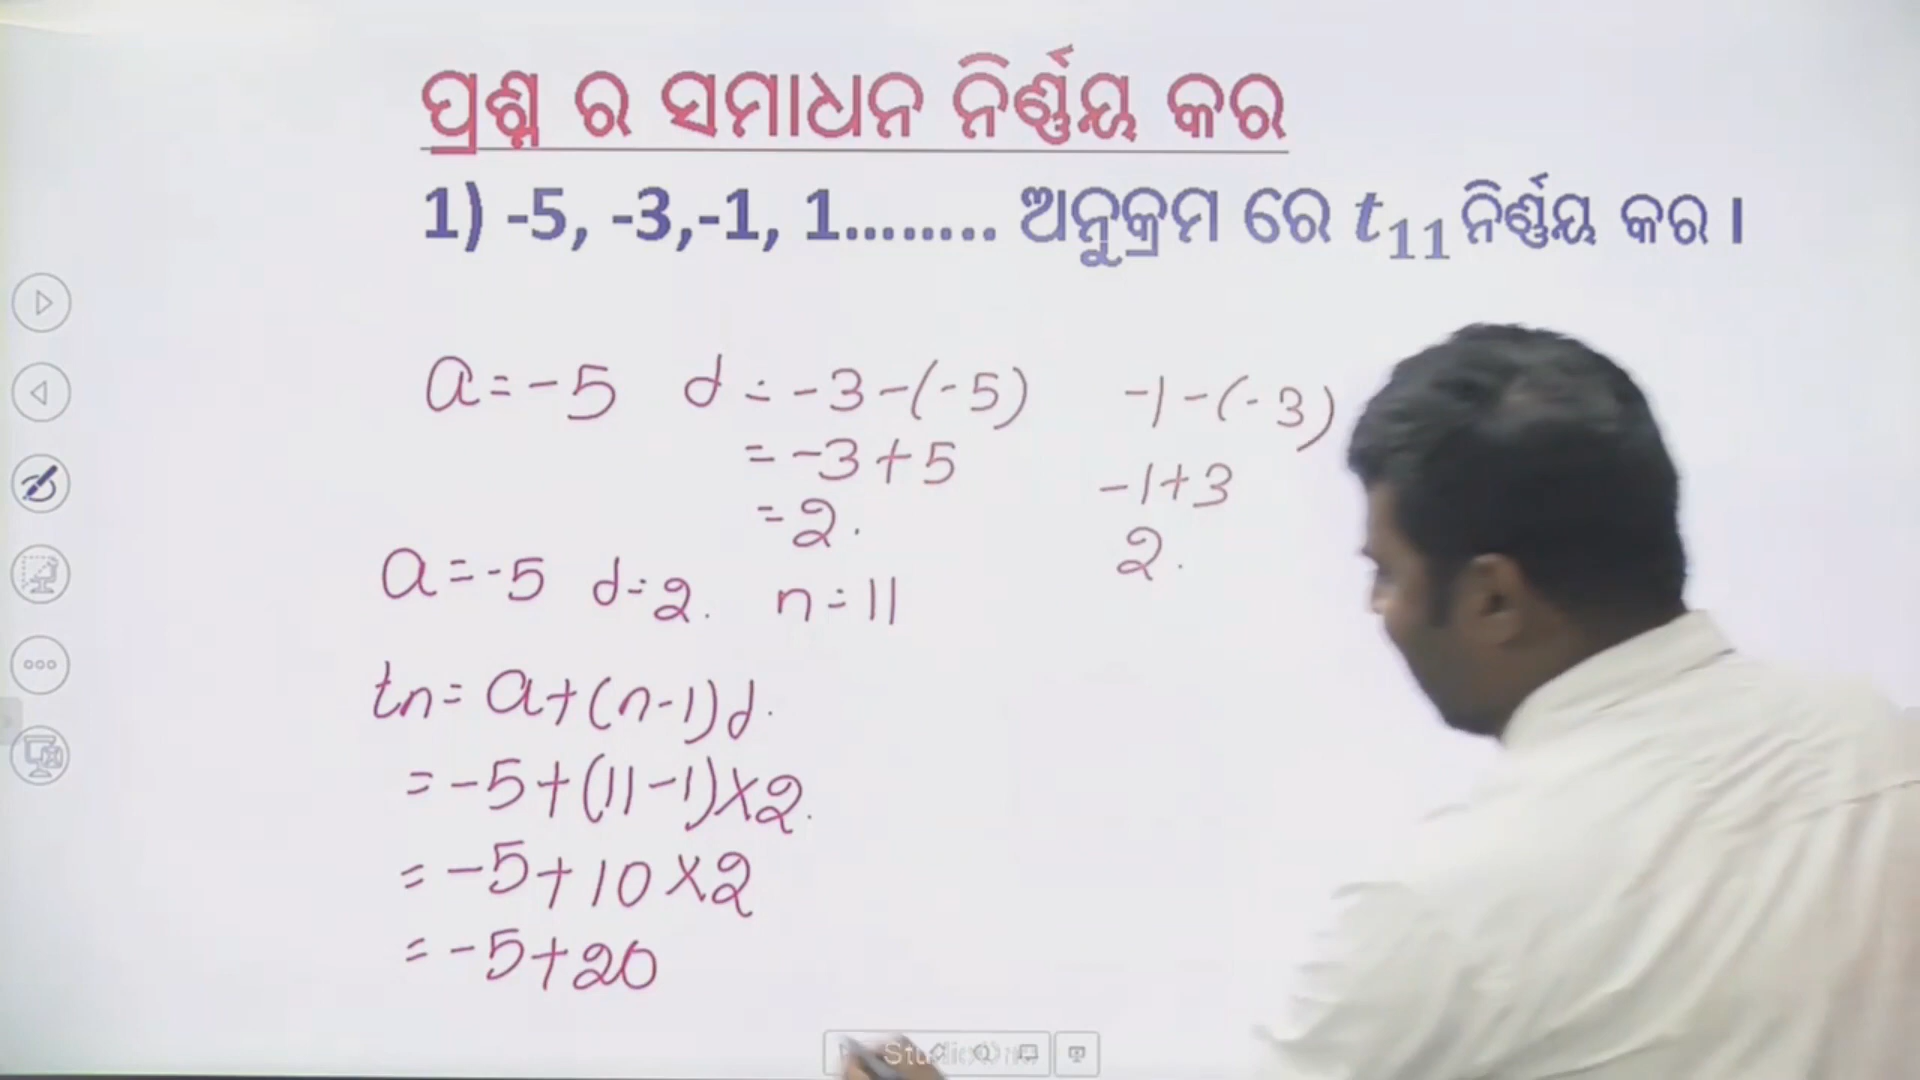 ପ୍ରଶ୍ନ ର ସମାଧନ ନିର୍ଣ୍ଣୟ କର
1) -5, -3,-1, 1........ ଅନୁକ୍ରମ ରେ t₁₁ ନିର୍ଣ୍ଣୟ କର ।
a = -5 d = -3-(-5) -1-(-3)
= -3+5 -1+3
= 2. 2.
a = -5 d = 2. n = 11
tn = a+(n-1)d.
= -5+(11-1)×2.
= -5+10×2
= -5+20